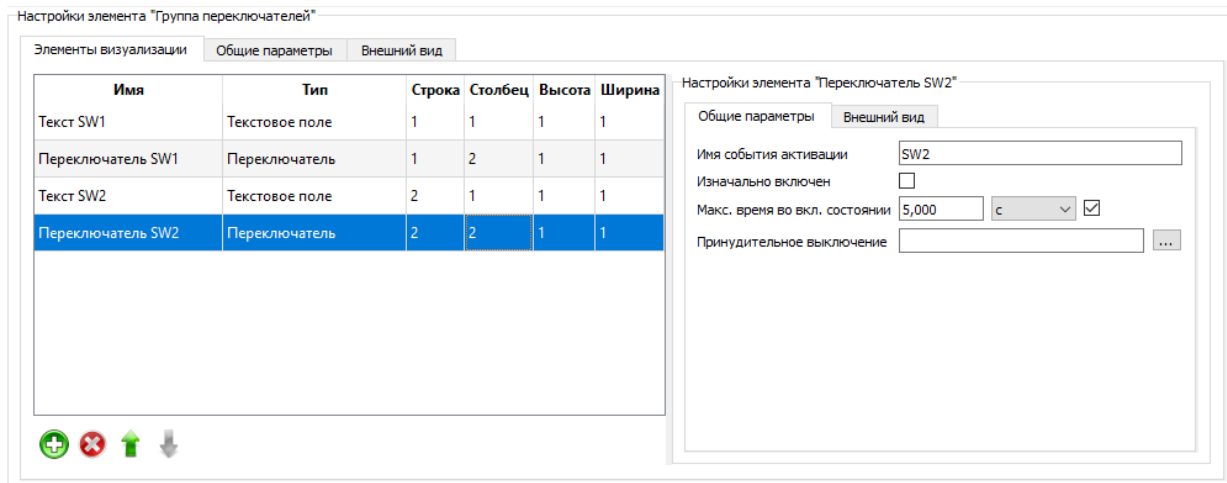 Настройки элемента "Группа переключателей"
Элементы визуализации Общие параметры Внешний вид
Имя Тип Строка Столбец Высота Ширина
Текст SW1 Текстовое поле 1 1 1 1
Переключатель SW1 Переключатель 1 2 1 1
Текст SW2 Текстовое поле 2 1 1 1
Переключатель SW2 Переключатель 2 2 1 1
Настройки элемента "Переключатель SW2"
Общие параметры Внешний вид
Имя события активации SW2
Изначально включен
Макс. время во вкл. состоянии 5,000 с
Принудительное выключение ...